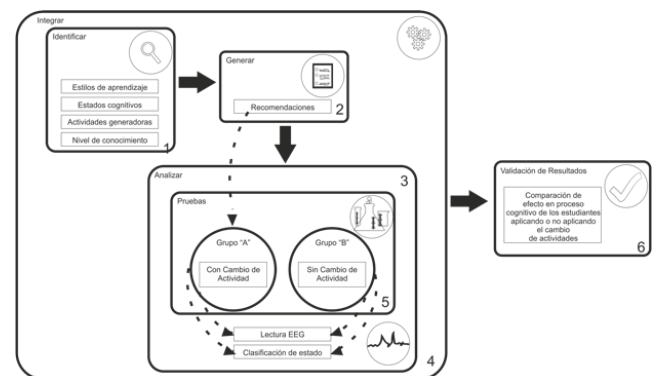 Integrar
Identificar
Estilos de aprendizaje
Estados cognitivos
Actividades generadoras
Nivel de conocimiento
1
Generar
Recomendaciones
2
Analizar
3
Pruebas
Grupo "A"
Con Cambio de
Actividad
Grupo "B"
Sin Cambio de
Actividad
5
Lectura EEG
Clasificación de estado
4
Validación de Resultados
Comparación de
efecto en proceso
cognitivo de los estudiantes
aplicando o no aplicando
el cambio
de actividades
6